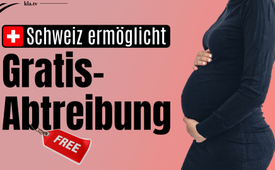 kla.tv
Schweiz ermöglicht
Gratis-
Abtreibung
FREE